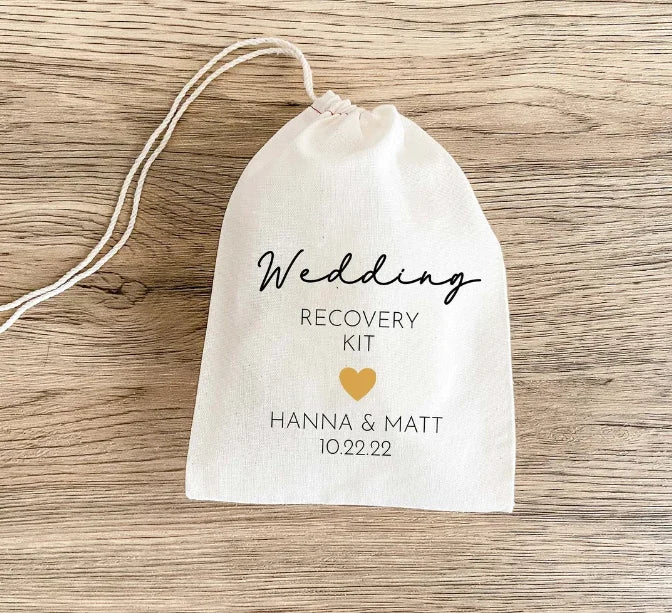 Wedding
RECOVERY
KIT
HANNA & MATT
10.22.22